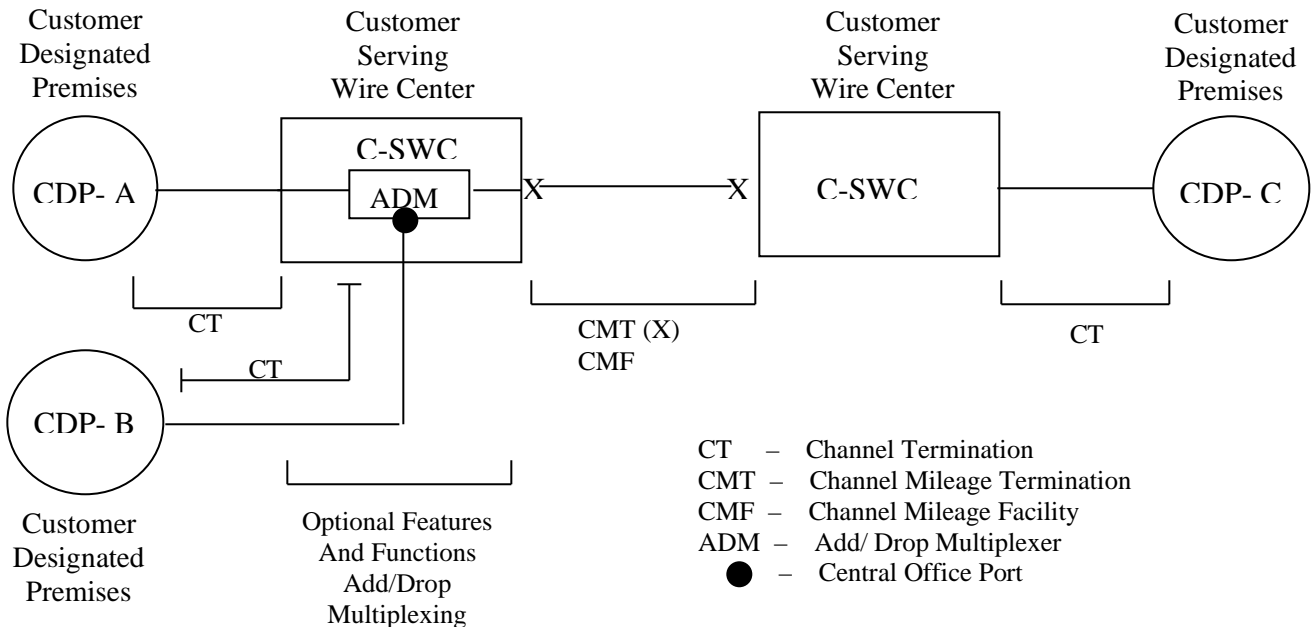 Customer
Designated
Premises
Customer
Serving
Wire Center
Customer
Serving
Wire Center
Customer
Designated
Premises
CDP- A
C-SWC
ADM
X
X
C-SWC
CDP- C
CT
CMT (X)
CMF
CT
CT
CDP- B
Customer
Designated
Premises
Optional Features
And Functions
Add/Drop
Multiplexing
CT – Channel Termination
CMT – Channel Mileage Termination
CMF – Channel Mileage Facility
ADM – Add/ Drop Multiplexer
– Central Office Port